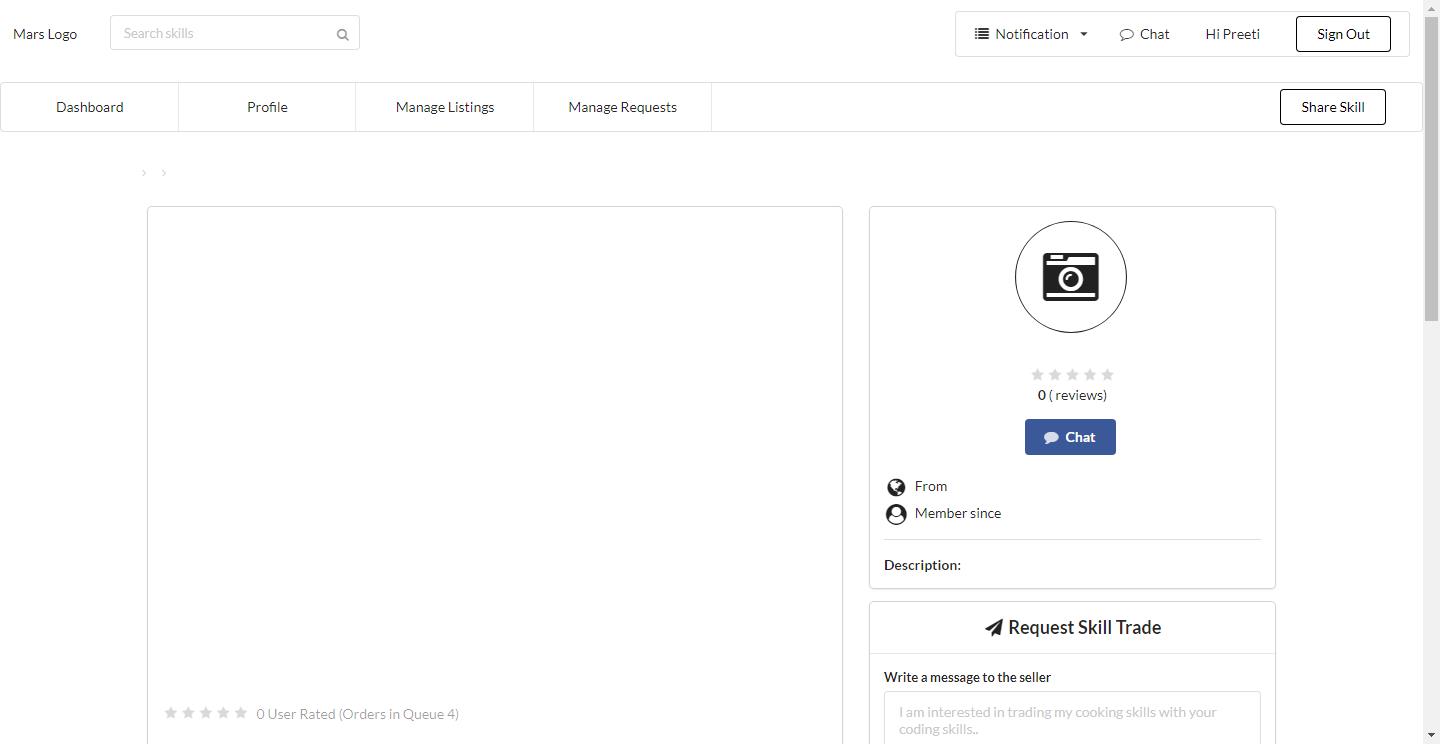 Mars Logo
Search skills
Notification
Chat
Hi Preeti
Sign Out
Dashboard
Profile
Manage Listings
Manage Requests
Share Skill
0 ( reviews)
Chat
From
Member since
Description:
Request Skill Trade
Write a message to the seller
I am interested in trading my cooking skills with your
coding skills..
0 User Rated (Orders in Queue 4)